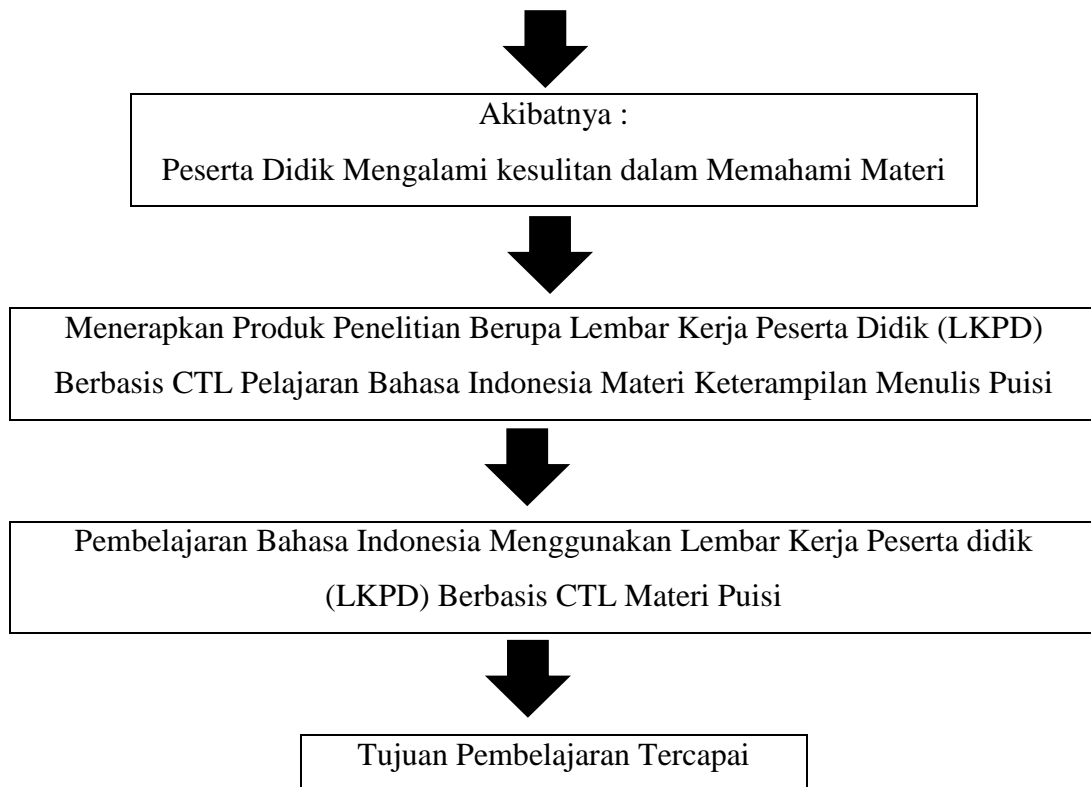 Akibatnya :
Peserta Didik Mengalami kesulitan dalam Memahami Materi
Menerapkan Produk Penelitian Berupa Lembar Kerja Peserta Didik (LKPD)
Berbasis CTL Pelajaran Bahasa Indonesia Materi Keterampilan Menulis Puisi
Pembelajaran Bahasa Indonesia Menggunakan Lembar Kerja Peserta didik
(LKPD) Berbasis CTL Materi Puisi
Tujuan Pembelajaran Tercapai